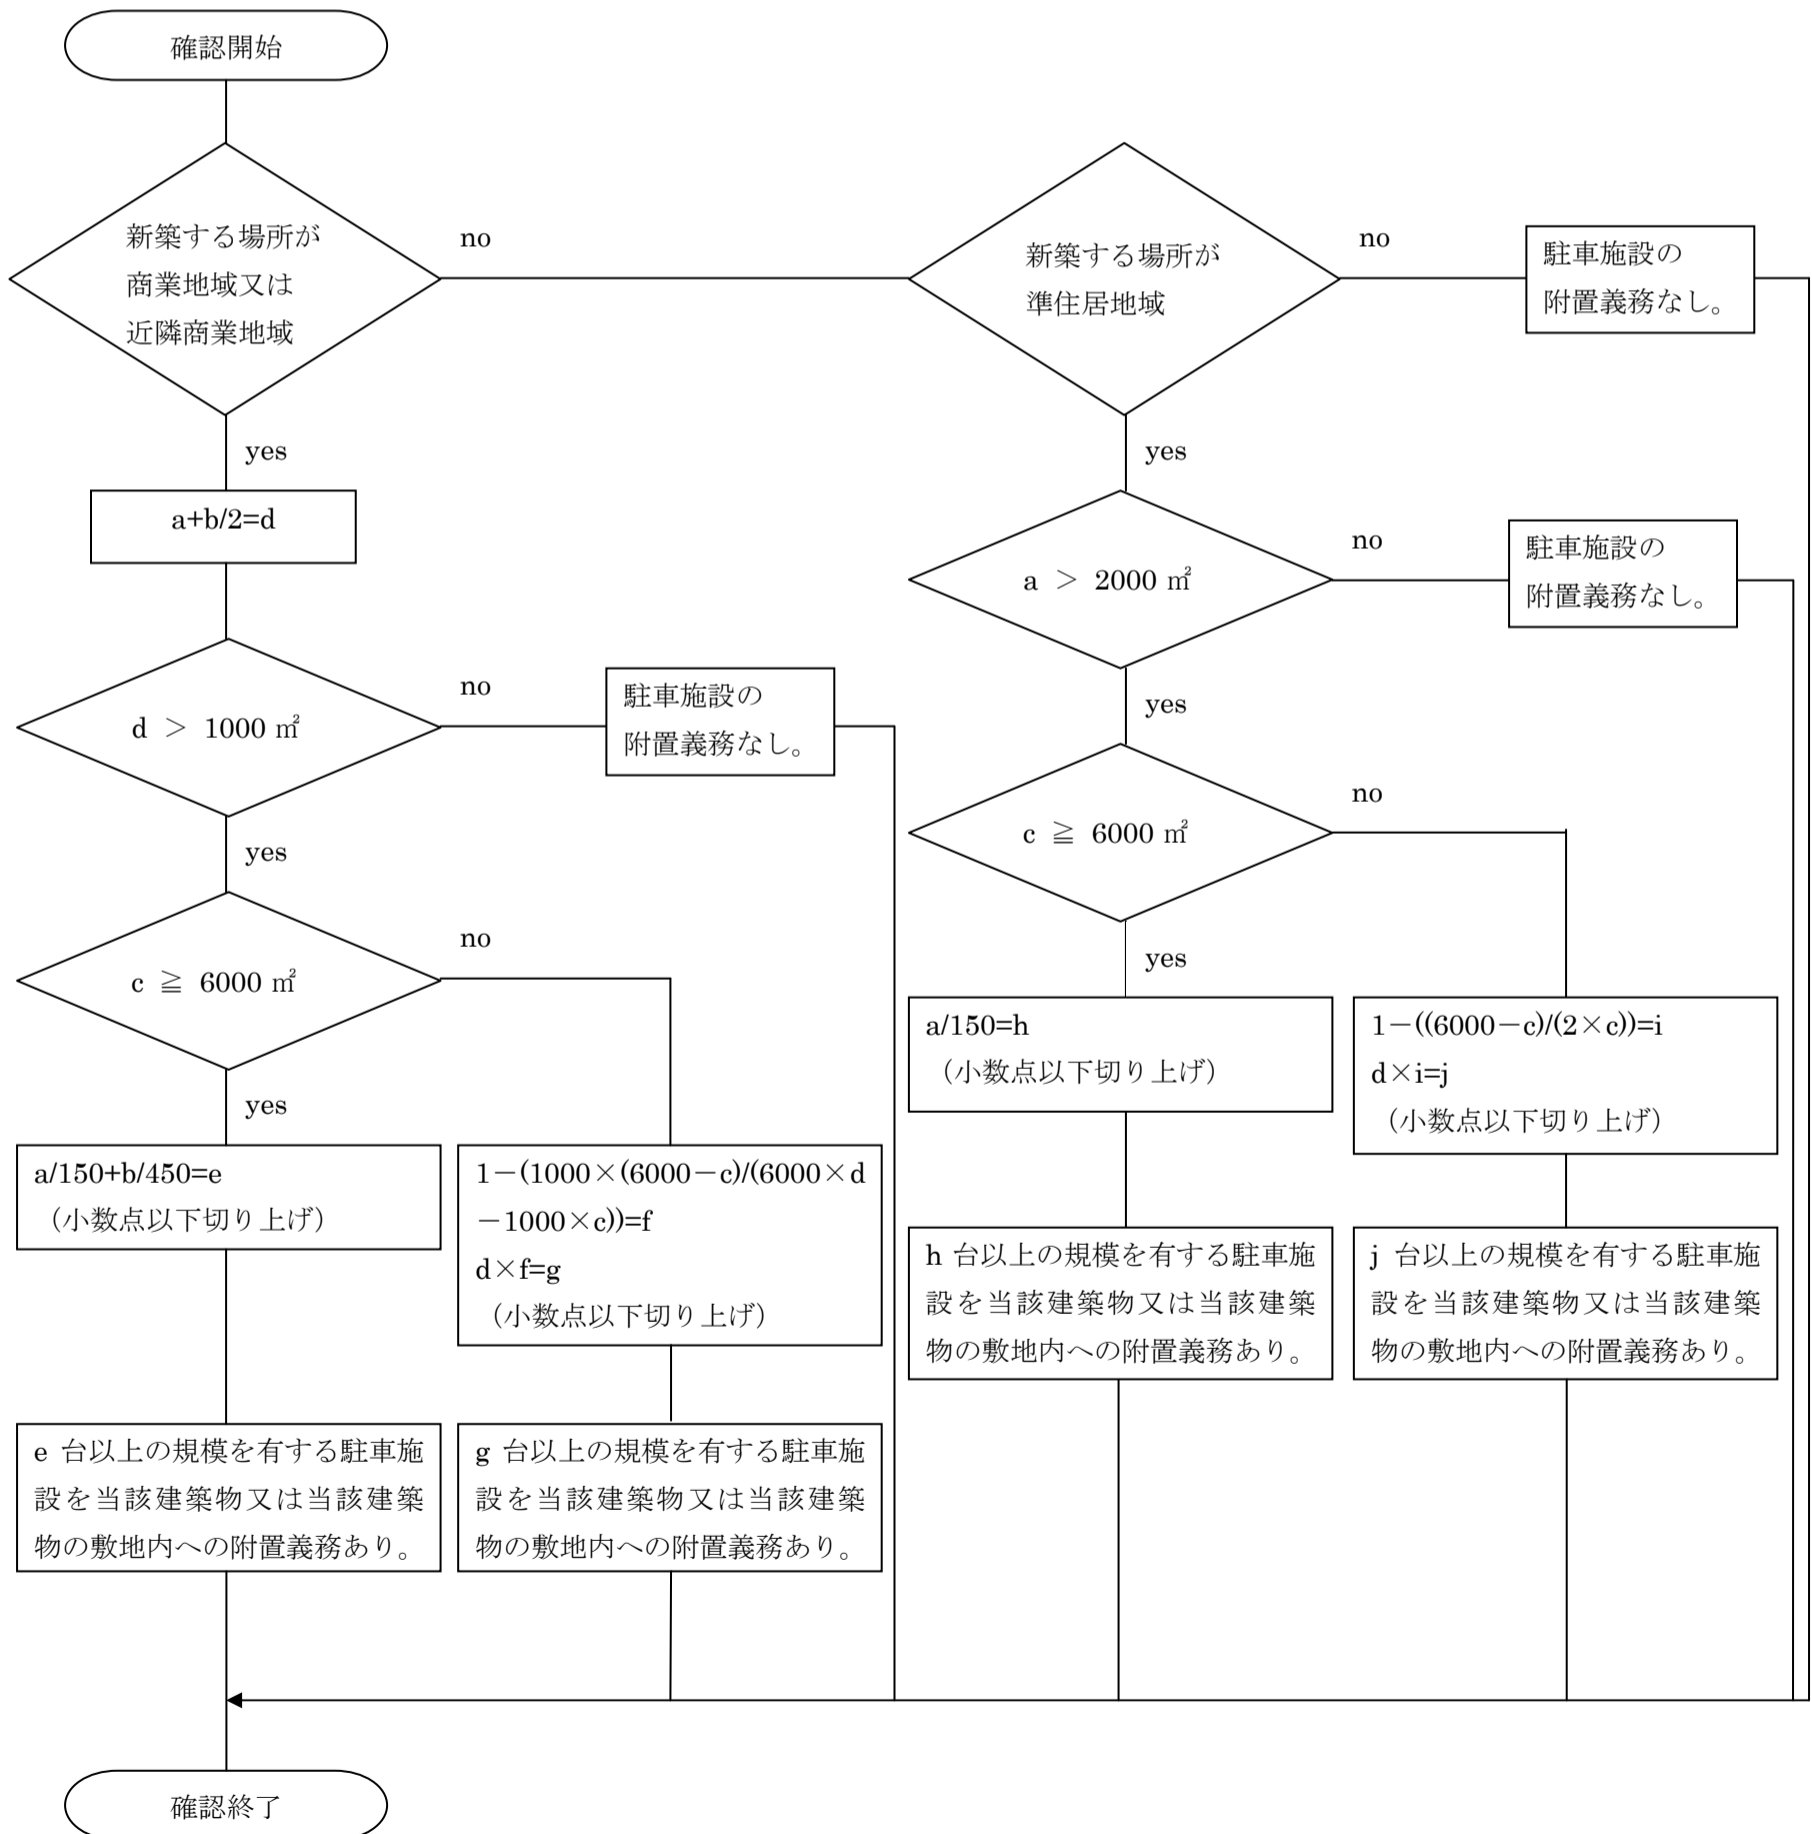 確認開始
新築する場所が
商業地域又は
近隣商業地域
no
yes
a+b/2=d
d ＞ 1000 ㎡
no
駐車施設の
附置義務なし。
yes
c ≧ 6000 ㎡
no
yes
a/150+b/450=e
（小数点以下切り上げ）
1－(1000×(6000－c)/(6000×d
－1000×c))=f
d×f=g
（小数点以下切り上げ）
e 台以上の規模を有する駐車施
設を当該建築物又は当該建築
物の敷地内への附置義務あり。
g 台以上の規模を有する駐車施
設を当該建築物又は当該建築
物の敷地内への附置義務あり。
新築する場所が
準住居地域
no
駐車施設の
附置義務なし。
yes
a ＞ 2000 ㎡
no
駐車施設の
附置義務なし。
yes
c ≧ 6000 ㎡
no
yes
a/150=h
（小数点以下切り上げ）
1－((6000－c)/(2×c))=i
d×i=j
（小数点以下切り上げ）
h 台以上の規模を有する駐車施
設を当該建築物又は当該建築
物の敷地内への附置義務あり。
j 台以上の規模を有する駐車施
設を当該建築物又は当該建築
物の敷地内への附置義務あり。
確認終了